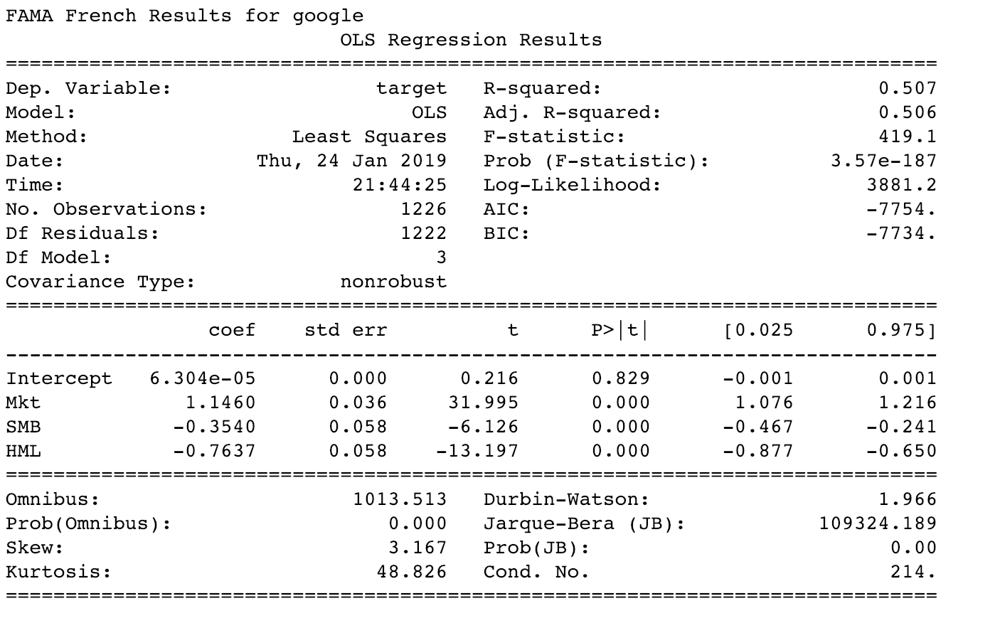 FAMA French Results for google
OLS Regression Results
==============================================================================
Dep. Variable:                 target   R-squared:                       0.507
Model:                            OLS   Adj. R-squared:                  0.506
Method:                 Least Squares   F-statistic:                     419.1
Date:                Thu, 24 Jan 2019   Prob (F-statistic):          3.57e-187
Time:                        21:44:25   Log-Likelihood:                 3881.2
No. Observations:                1226   AIC:                            -7754.
Df Residuals:                    1222   BIC:                            -7734.
Df Model:                           3
Covariance Type:            nonrobust
==============================================================================
                 coef    std err          t      P>|t|      [0.025      0.975]
------------------------------------------------------------------------------
Intercept   6.304e-05      0.000      0.216      0.829      -0.001       0.001
Mkt            1.1460      0.036     31.995      0.000       1.076       1.216
SMB           -0.3540      0.058     -6.126      0.000      -0.467      -0.241
HML           -0.7637      0.058    -13.197      0.000      -0.877      -0.650
==============================================================================
Omnibus:                     1013.513   Durbin-Watson:                   1.966
Prob(Omnibus):                  0.000   Jarque-Bera (JB):           109324.189
Skew:                           3.167   Prob(JB):                         0.00
Kurtosis:                      48.826   Cond. No.                         214.
==============================================================================